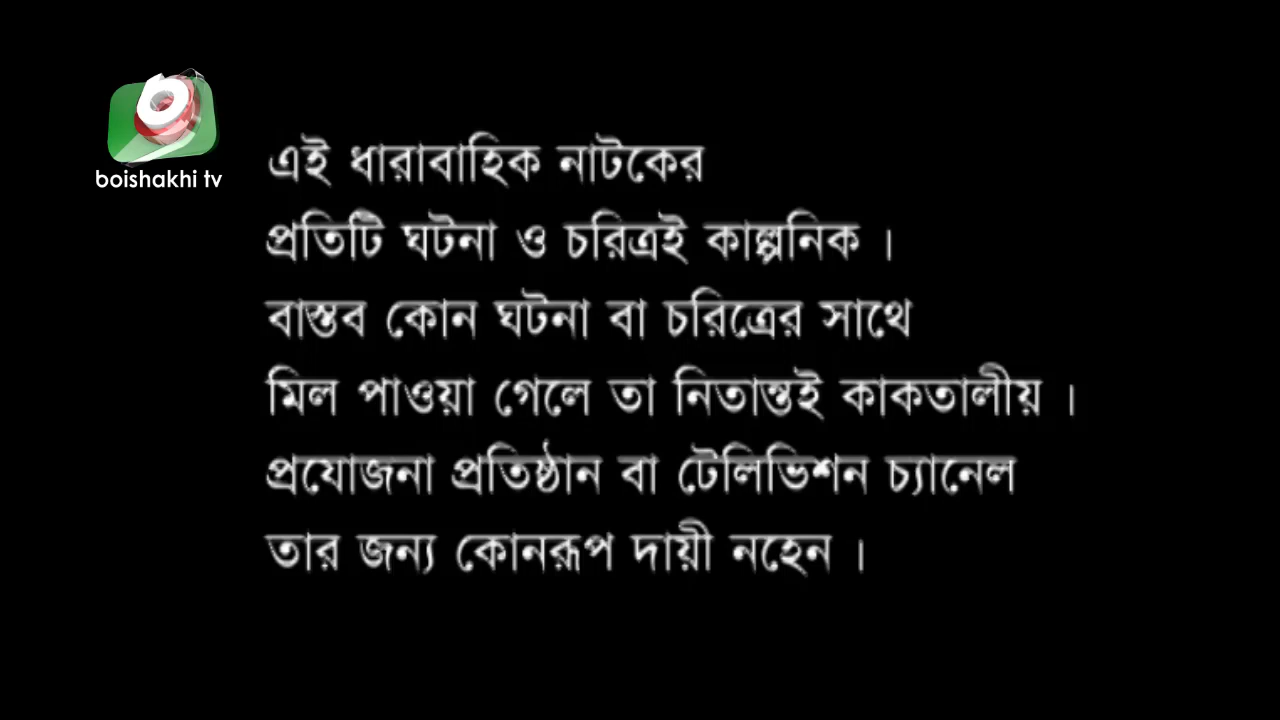 boishakhi tv
এই ধারাবাহিক নাটকের
প্রতিটি ঘটনা ও চরিত্রই কাল্পনিক ।
বাস্তব কোন ঘটনা বা চরিত্রের সাথে
মিল পাওয়া গেলে তা নিতান্তই কাকতালীয় ।
প্রযোজনা প্রতিষ্ঠান বা টেলিভিশন চ্যানেল
তার জন্য কোনরূপ দায়ী নহেন ।